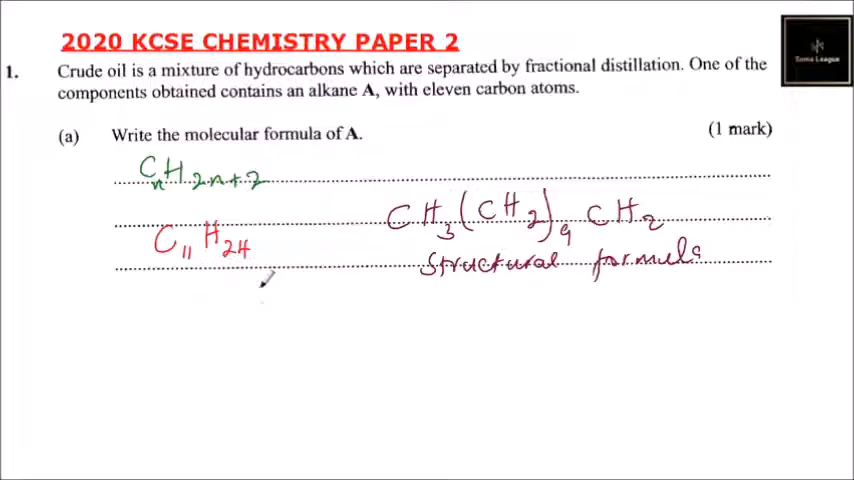 2020 KCSE CHEMISTRY PAPER 2
Soma League
1. Crude oil is a mixture of hydrocarbons which are separated by fractional distillation. One of the
components obtained contains an alkane A, with eleven carbon atoms.
(a) Write the molecular formula of A. (1 mark)
CnH2n+2
CH3(CH2)9CH2
C11H24
Structural formula